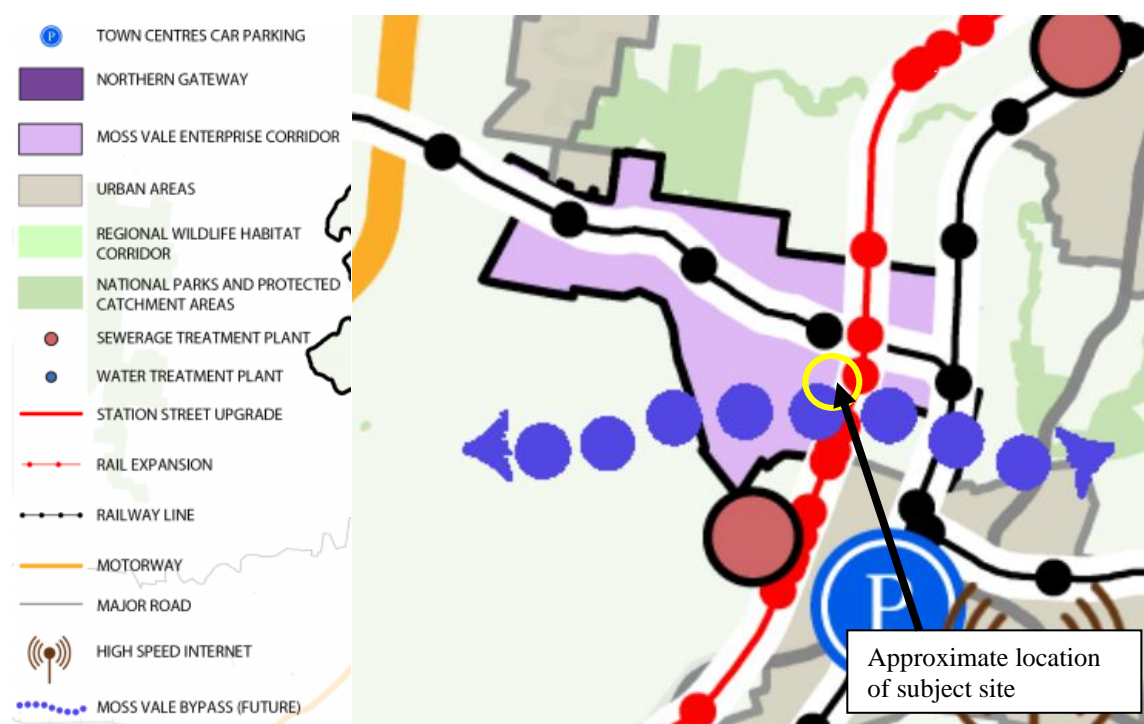 P
TOWN CENTRES CAR PARKING
NORTHERN GATEWAY
MOSS VALE ENTERPRISE CORRIDOR
URBAN AREAS
REGIONAL WILDLIFE HABITAT
CORRIDOR
NATIONAL PARKS AND PROTECTED
CATCHMENT AREAS
SEWERAGE TREATMENT PLANT
WATER TREATMENT PLANT
STATION STREET UPGRADE
RAIL EXPANSION
RAILWAY LINE
MOTORWAY
MAJOR ROAD
HIGH SPEED INTERNET
MOSS VALE BYPASS (FUTURE)
P
Approximate location
of subject site